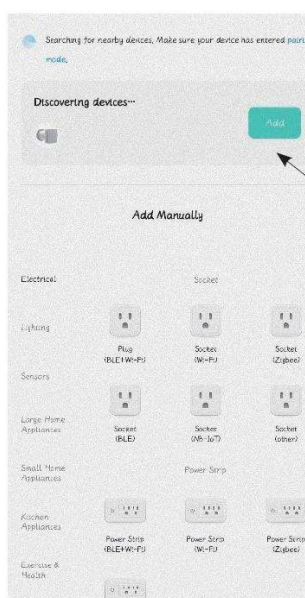 Searching for nearby devices. Make sure your device has entered pairi
mode.
Discovering devices...
Add
Add Manually
Electrical
Socket
Lighting
Plug
(BLE+Wi-Fi)
Socket
(Wi-Fi)
Socket
(Zigbee)
Sensors
Large Home
Appliances
Socket
(BLE)
Socket
(NB-IoT)
Socket
(other)
Small Home
Appliances
Power Strip
Kitchen
Appliances
Power Strip
(BLE+Wi-Fi)
Power Strip
(Wi-Fi)
Power Strip
(Zigbee)
Exercise &
Health